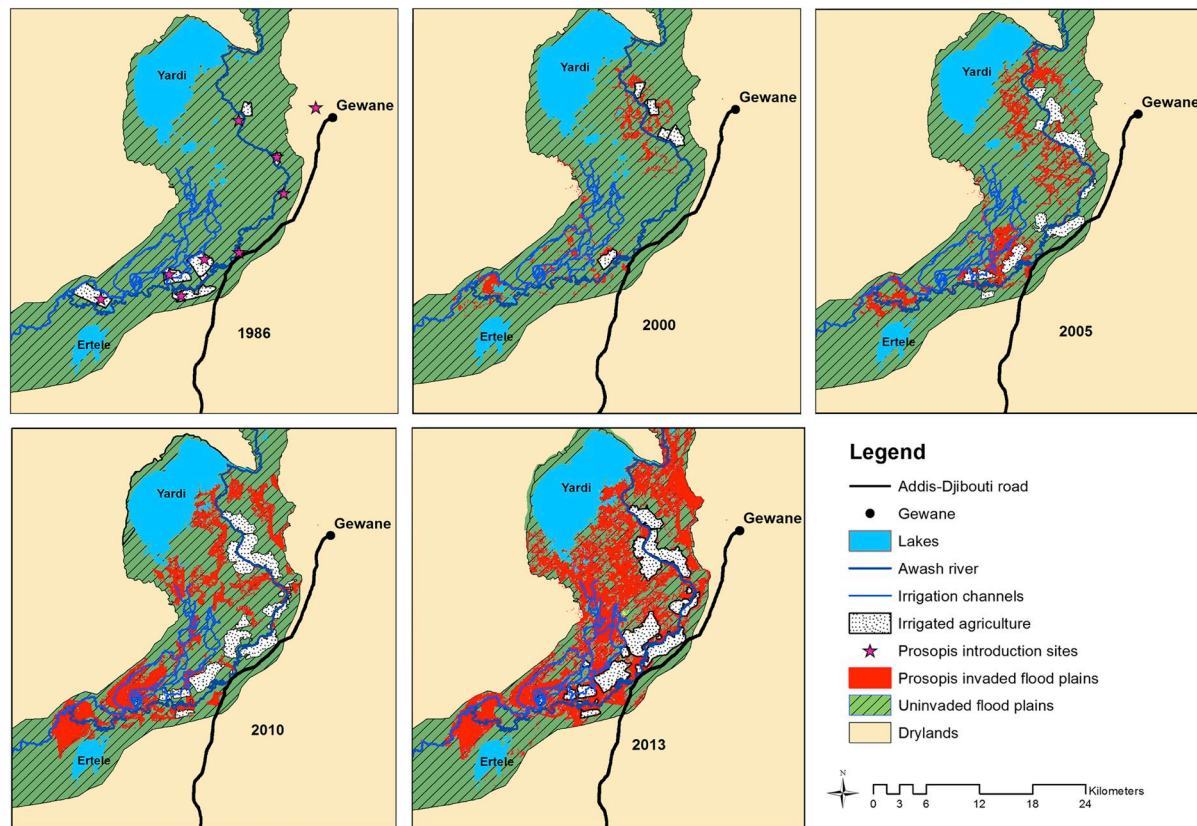 Yardi
Gewane
Ertele
1986
Yardi
Gewane
Ertele
2000
Yardi
Gewane
Ertele
2005
Yardi
Gewane
Ertele
2010
Yardi
Gewane
Ertele
2013
Legend
Addis-Djibouti road
Gewane
Lakes
Awash river
Irrigation channels
Irrigated agriculture
Prosopis introduction sites
Prosopis invaded flood plains
Uninvaded flood plains
Drylands
N
Kilometers
0 3 6 12 18 24